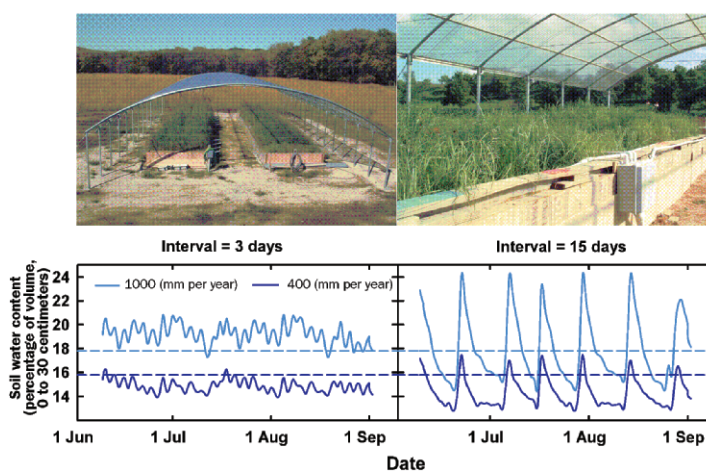 Interval = 3 days
Interval = 15 days
Soil water content
(percentage of volume,
0 to 30 centimeters)
24
22
20
18
16
14
1000 (mm per year)
400 (mm per year)
1 Jun
1 Jul
1 Aug
1 Sep
1 Jul
1 Aug
1 Sep
Date